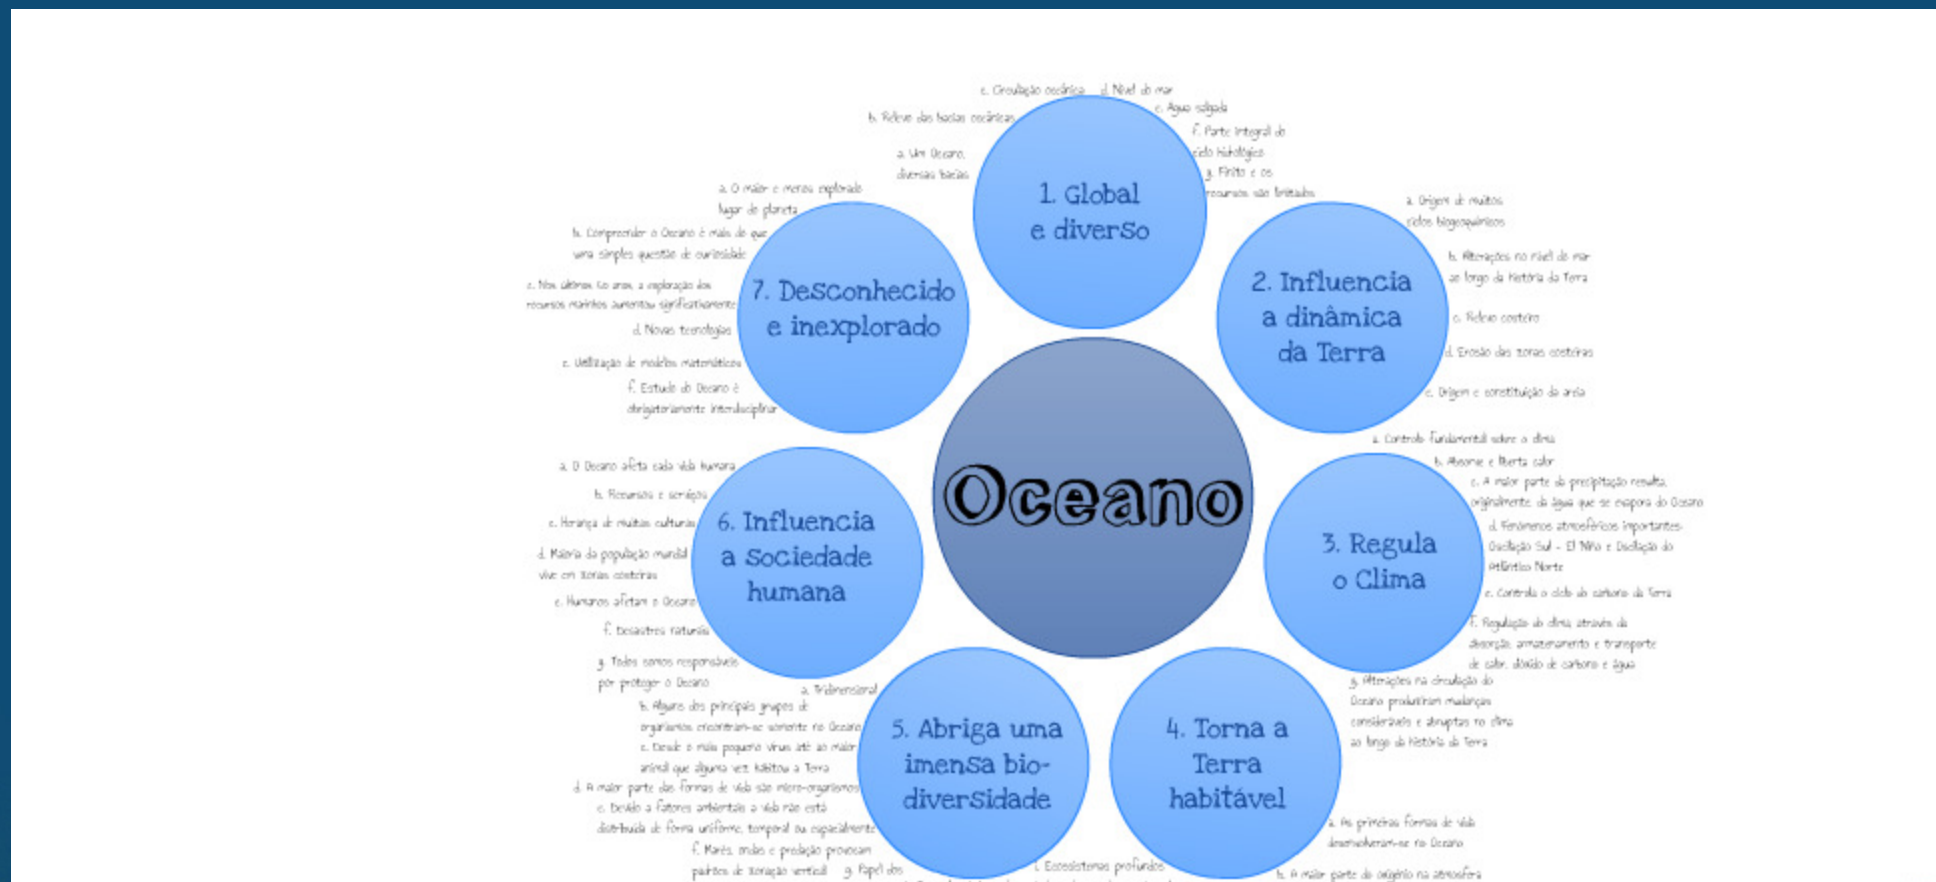 Oceano
1. Global
e diverso
a. Um Oceano,
diversas bacias
b. Relevo das bacias oceânicas
c. Circulação oceânica
d. Nível do mar
e. Água salgada
f. Parte integral do
ciclo hidrológico
g. Finito e os
recursos são limitados
2. Influencia
a dinâmica
da Terra
a. Origem de muitos
ciclos biogeoquímicos
b. Alterações no nível do mar
ao longo da história da Terra
c. Relevo costeiro
d. Erosão das zonas costeiras
e. Origem e constituição da areia
3. Regula
o Clima
a. Controlo fundamental sobre o clima
b. Absorve e liberta calor
c. A maior parte da precipitação resulta,
originalmente, da água que se evapora do Oceano
d. Fenómenos atmosféricos importantes:
Oscilação Sul - El Niño e Oscilação do
Atlântico Norte
e. Controla o ciclo do carbono da Terra
f. Regulação do clima através da
absorção, armazenamento e transporte
de calor, dióxido de carbono e água
g. Alterações na circulação do
Oceano produziram mudanças
consideráveis e abruptas no clima
ao longo da história da Terra
4. Torna a
Terra
habitável
a. As primeiras formas de vida
desenvolveram-se no Oceano
b. A maior parte do oxigénio na atmosfera
5. Abriga uma
imensa bio-
diversidade
a. Tridimensional
b. Alguns dos principais grupos de
organismos encontram-se somente no Oceano
c. Desde o mais pequeno vírus até ao maior
animal que alguma vez habitou a Terra
d. A maior parte das formas de vida são micro-organismos
e. Devido a fatores ambientais a vida não está
distribuída de forma uniforme, temporal ou espacialmente
f. Marés, ondas e predação provocam
padrões de zonação vertical
g. Papel dos
i. Ecossistemas profundos
6. Influencia
a sociedade
humana
a. O Oceano afeta cada vida humana
b. Recursos e serviços
c. Herança de muitas culturas
d. Maioria da população mundial
vive em zonas costeiras
e. Humanos afetam o Oceano
f. Desastres naturais
g. Todos somos responsáveis
por proteger o Oceano
7. Desconhecido
e inexplorado
a. O maior e menos explorado
lugar do planeta
b. Compreender o Oceano é mais do que
uma simples questão de curiosidade
c. Nos últimos 40 anos, a exploração dos
recursos marinhos aumentou significativamente
d. Novas tecnologias
e. Utilização de modelos matemáticos
f. Estudo do Oceano é
obrigatoriamente interdisciplinar